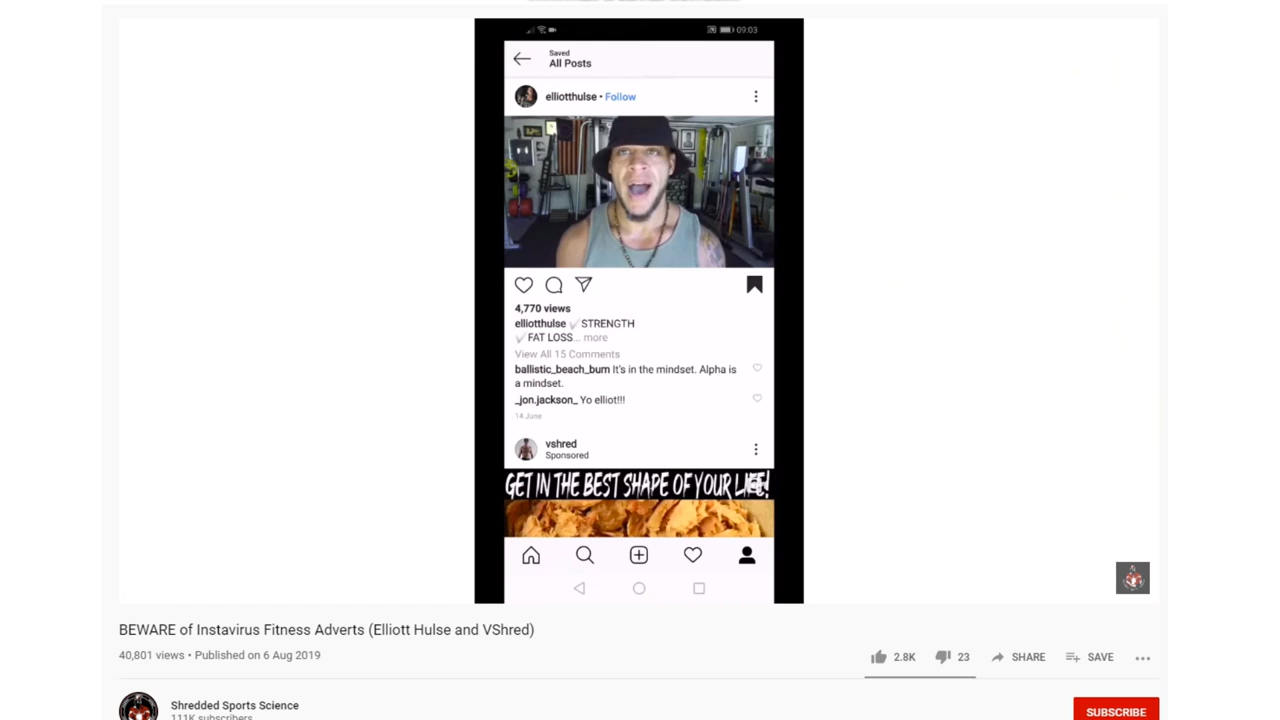 09:03
Saved
All Posts
elliotthulse • Follow
4,770 views
elliotthulse ✓STRENGTH
✓FAT LOSS... more
View All 15 Comments
ballistic_beach_bum It's in the mindset. Alpha is
a mindset.
_jon.jackson_ Yo elliot!!!
14 June
vshred
Sponsored
GET IN THE BEST SHAPE OF YOUR LIFE!
BEWARE of Instavirus Fitness Adverts (Elliott Hulse and VShred)
40,801 views • Published on 6 Aug 2019
2.8K
23
SHARE
SAVE
Shredded Sports Science
111K subscribers
SUBSCRIBE